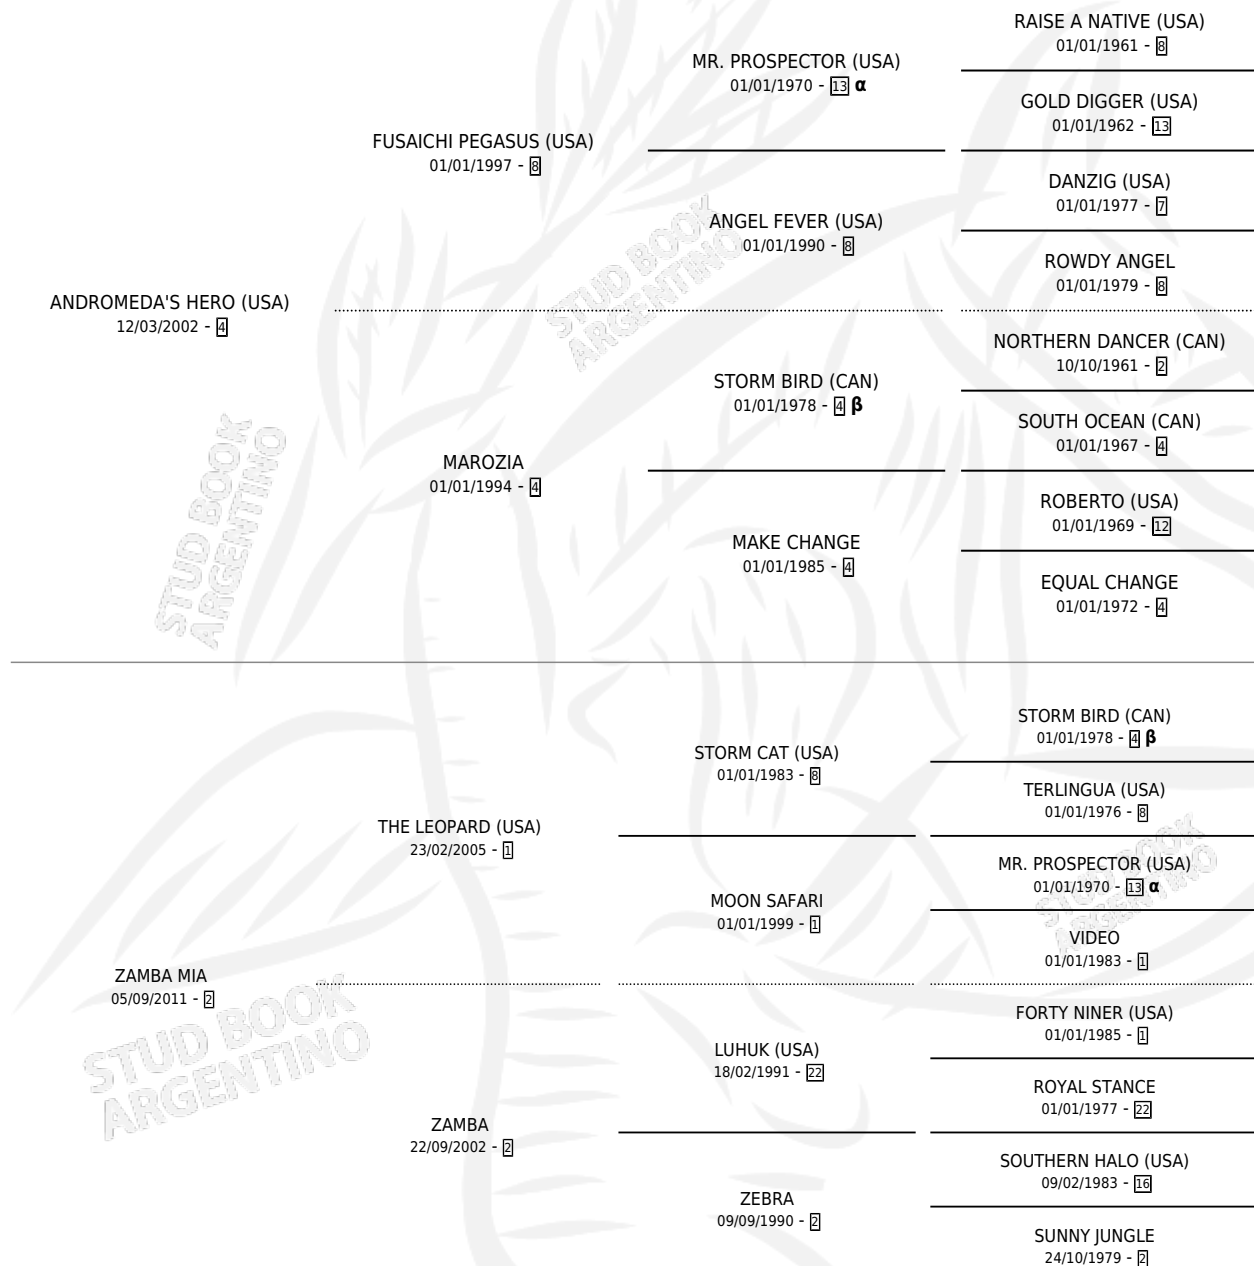 RAISE A NATIVE (USA)
01/01/1961 - 8
MR. PROSPECTOR (USA)
01/01/1970 - 13 α
GOLD DIGGER (USA)
01/01/1962 - 13
FUSAICHI PEGASUS (USA)
01/01/1997 - 8
DANZIG (USA)
01/01/1977 - 7
ANGEL FEVER (USA)
01/01/1990 - 8
ROWDY ANGEL
01/01/1979 - 8
ANDROMEDA'S HERO (USA)
12/03/2002 - 4
NORTHERN DANCER (CAN)
10/10/1961 - 2
STORM BIRD (CAN)
01/01/1978 - 4 β
SOUTH OCEAN (CAN)
01/01/1967 - 4
MAROZIA
01/01/1994 - 4
ROBERTO (USA)
01/01/1969 - 12
MAKE CHANGE
01/01/1985 - 4
EQUAL CHANGE
01/01/1972 - 4
STORM BIRD (CAN)
01/01/1978 - 4 β
STORM CAT (USA)
01/01/1983 - 8
TERLINGUA (USA)
01/01/1976 - 8
THE LEOPARD (USA)
23/02/2005 - 1
MR. PROSPECTOR (USA)
01/01/1970 - 13 α
MOON SAFARI
01/01/1999 - 1
VIDEO
01/01/1983 - 1
ZAMBA MIA
05/09/2011 - 2
FORTY NINER (USA)
01/01/1985 - 1
LUHUK (USA)
18/02/1991 - 22
ROYAL STANCE
01/01/1977 - 22
ZAMBA
22/09/2002 - 2
SOUTHERN HALO (USA)
09/02/1983 - 16
ZEBRA
09/09/1990 - 2
SUNNY JUNGLE
24/10/1979 - 2
STUD BOOK
ARGENTINO
STUD BOOK
ARGENTINO
STUD BOOK
ARGENTINO
STUD BOOK
ARGENTINO